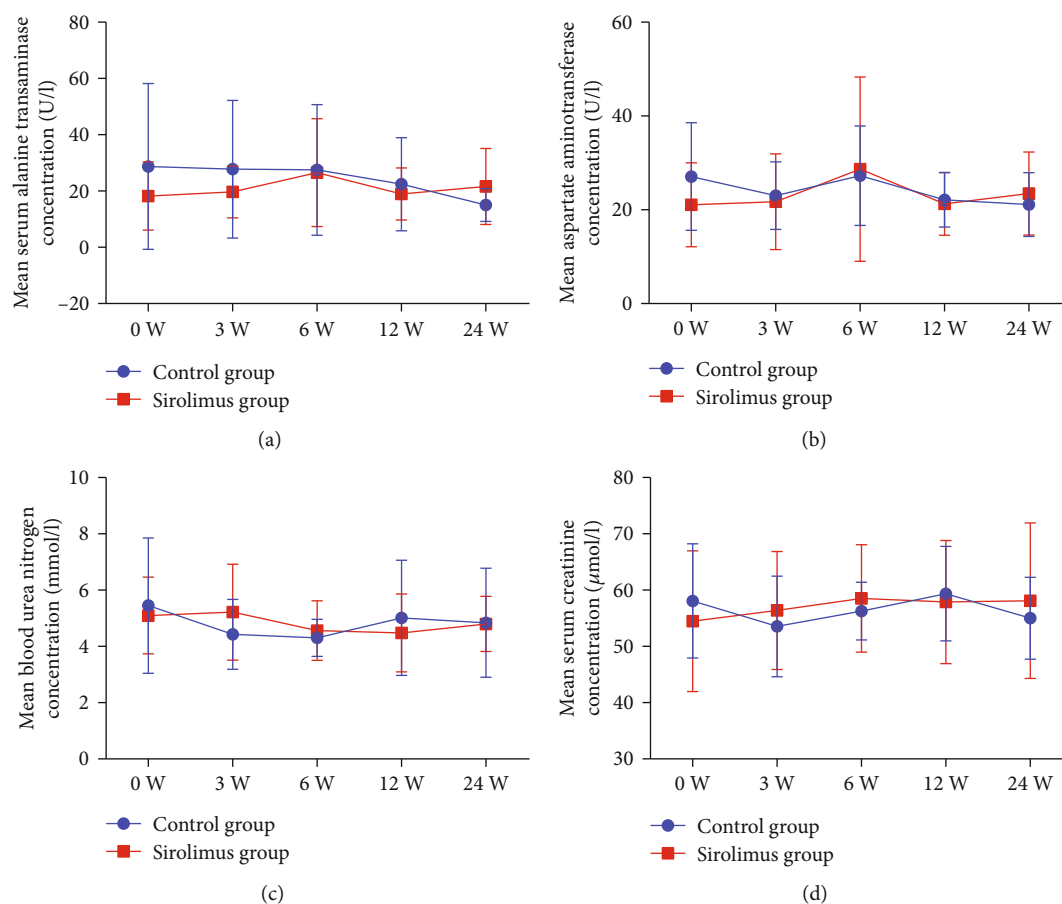 Mean serum alanine transaminase
concentration (U/l)
80
60
40
20
0
–20
0 W 3 W 6 W 12 W 24 W
Control group
Sirolimus group
(a)
Mean aspartate aminotransferase
concentration (U/l)
60
40
20
0
0 W 3 W 6 W 12 W 24 W
Control group
Sirolimus group
(b)
Mean blood urea nitrogen
concentration (mmol/l)
10
8
6
4
2
0
0 W 3 W 6 W 12 W 24 W
Control group
Sirolimus group
(c)
Mean serum creatinine
concentration (μmol/l)
80
70
60
50
40
30
0 W 3 W 6 W 12 W 24 W
Control group
Sirolimus group
(d)